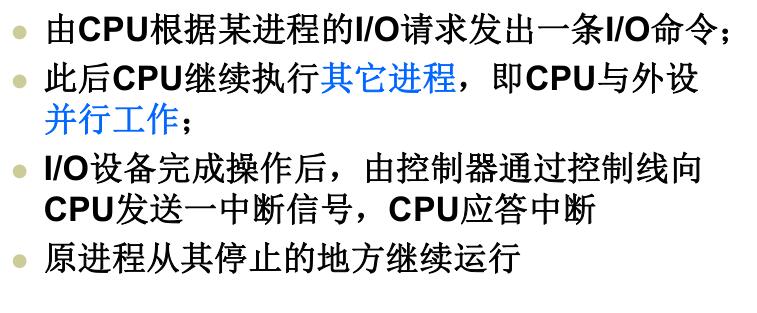 由CPU根据某进程的I/O请求发出一条I/O命令；
此后CPU继续执行其它进程，即CPU与外设
并行工作；
I/O设备完成操作后，由控制器通过控制线向
CPU发送一中断信号，CPU应答中断
原进程从其停止的地方继续运行